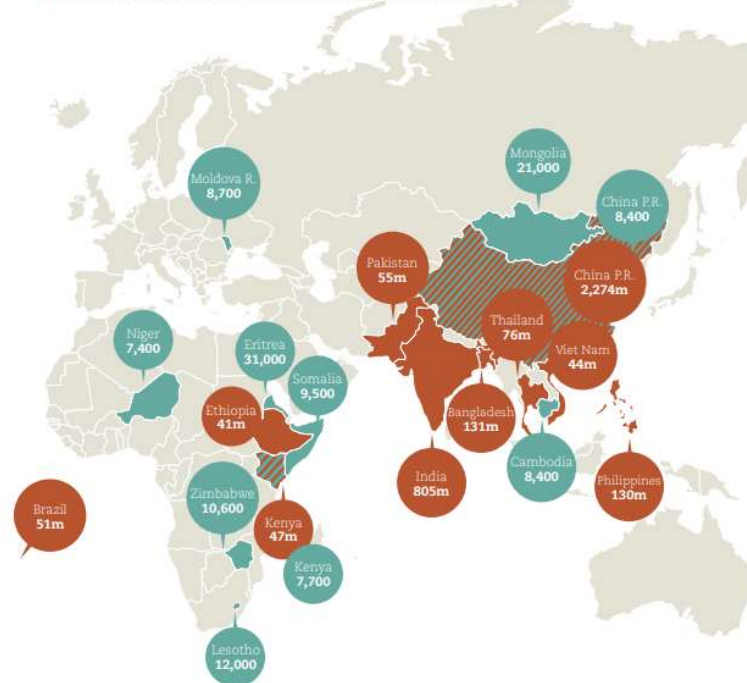 Mongolia
21,000
Moldova R.
8,700
China P.R.
8,400
Pakistan
55m
China P.R.
2,274m
Thailand
76m
Niger
7,400
Eritrea
31,000
Viet Nam
44m
Somalia
9,500
Ethiopia
41m
Bangladesh
131m
India
805m
Cambodia
8,400
Philippines
130m
Zimbabwe
10,600
Brazil
51m
Kenya
47m
Kenya
7,700
Lesotho
12,000